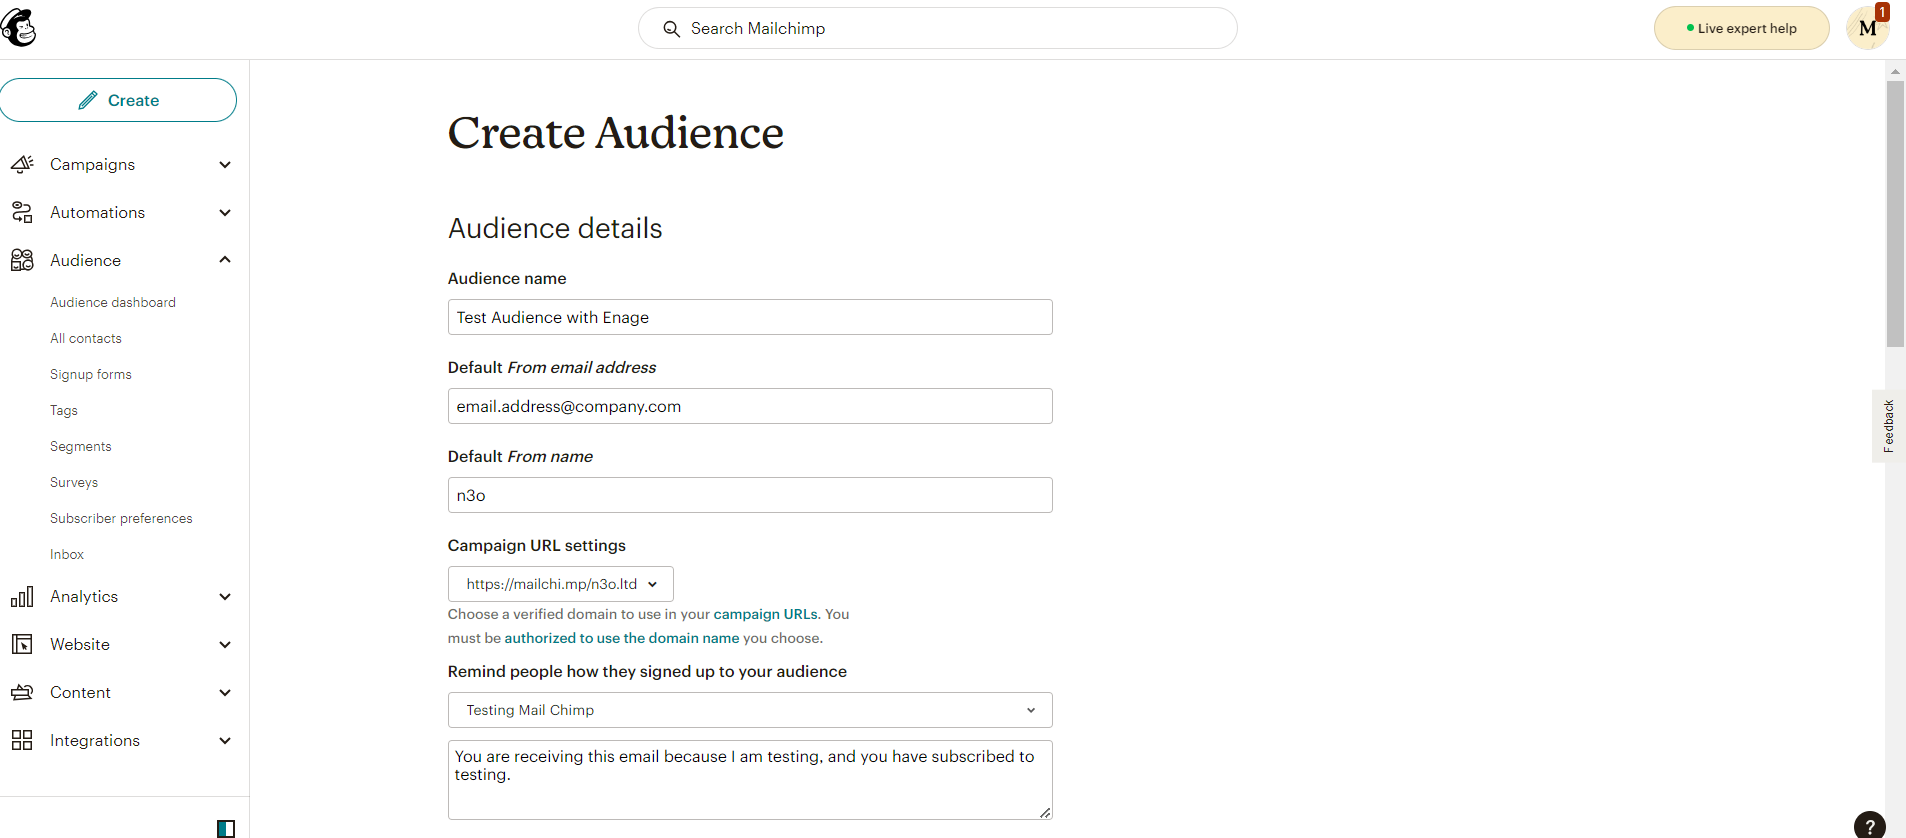 Search Mailchimp
Live expert help
M
1
Create
Campaigns
Automations
Audience
Audience dashboard
All contacts
Signup forms
Tags
Segments
Surveys
Subscriber preferences
Inbox
Analytics
Website
Content
Integrations
Create Audience
Audience details
Audience name
Test Audience with Enage
Default From email address
email.address@company.com
Default From name
n3o
Campaign URL settings
https://mailchi.mp/n3o.ltd
Choose a verified domain to use in your campaign URLs. You
must be authorized to use the domain name you choose.
Remind people how they signed up to your audience
Testing Mail Chimp
You are receiving this email because I am testing, and you have subscribed to
testing.
Feedback
?